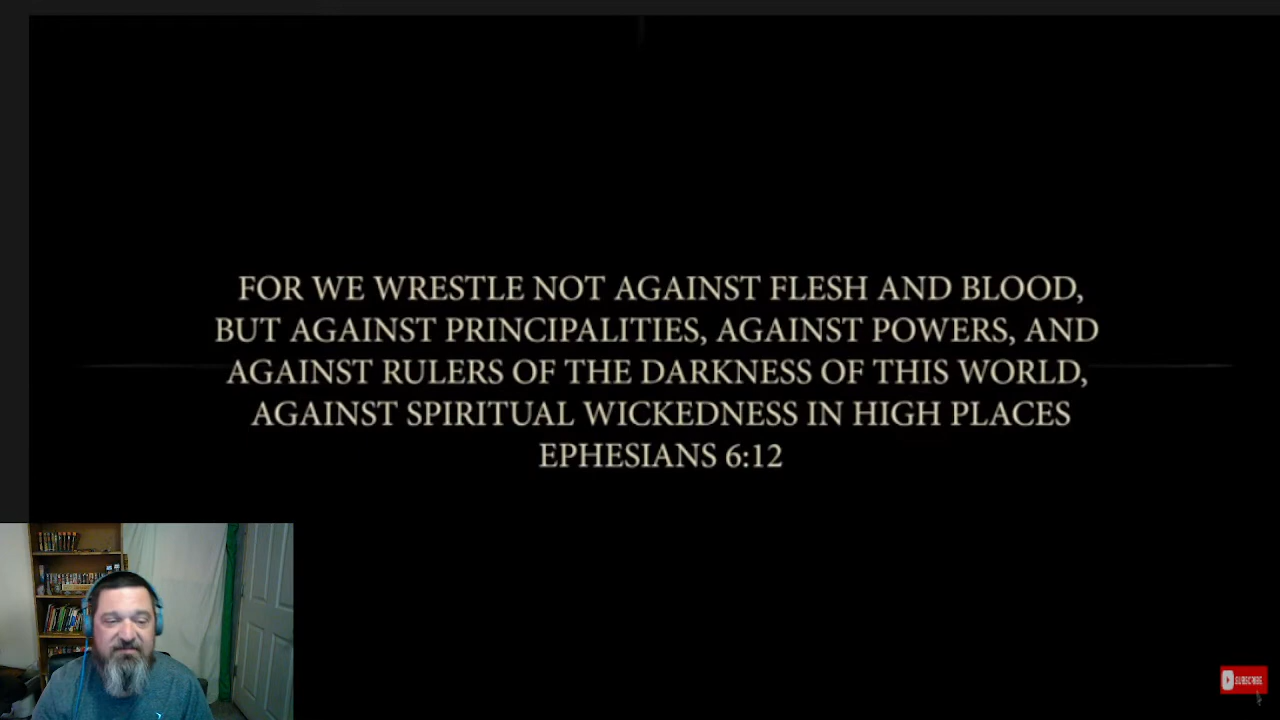 FOR WE WRESTLE NOT AGAINST FLESH AND BLOOD,
BUT AGAINST PRINCIPALITIES, AGAINST POWERS, AND
AGAINST RULERS OF THE DARKNESS OF THIS WORLD,
AGAINST SPIRITUAL WICKEDNESS IN HIGH PLACES
EPHESIANS 6:12
SUBSCRIBE